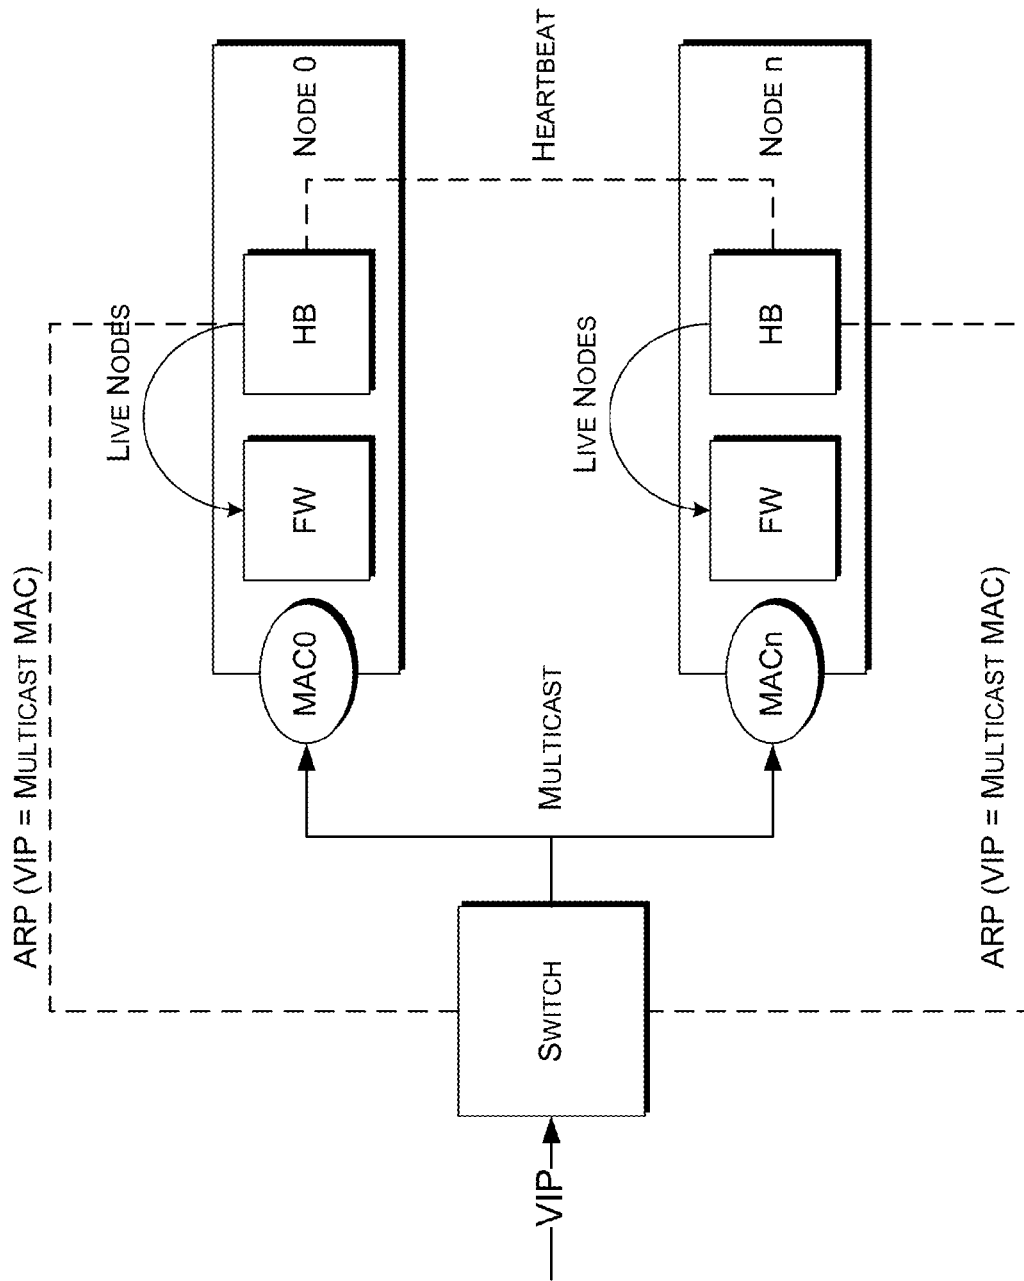 ARP (VIP = MULTICAST MAC)
LIVE NODES
NODE 0
HB
FW
MAC0
HEARTBEAT
MULTICAST
SWITCH
VIP
LIVE NODES
NODE n
HB
FW
MACn
ARP (VIP = MULTICAST MAC)